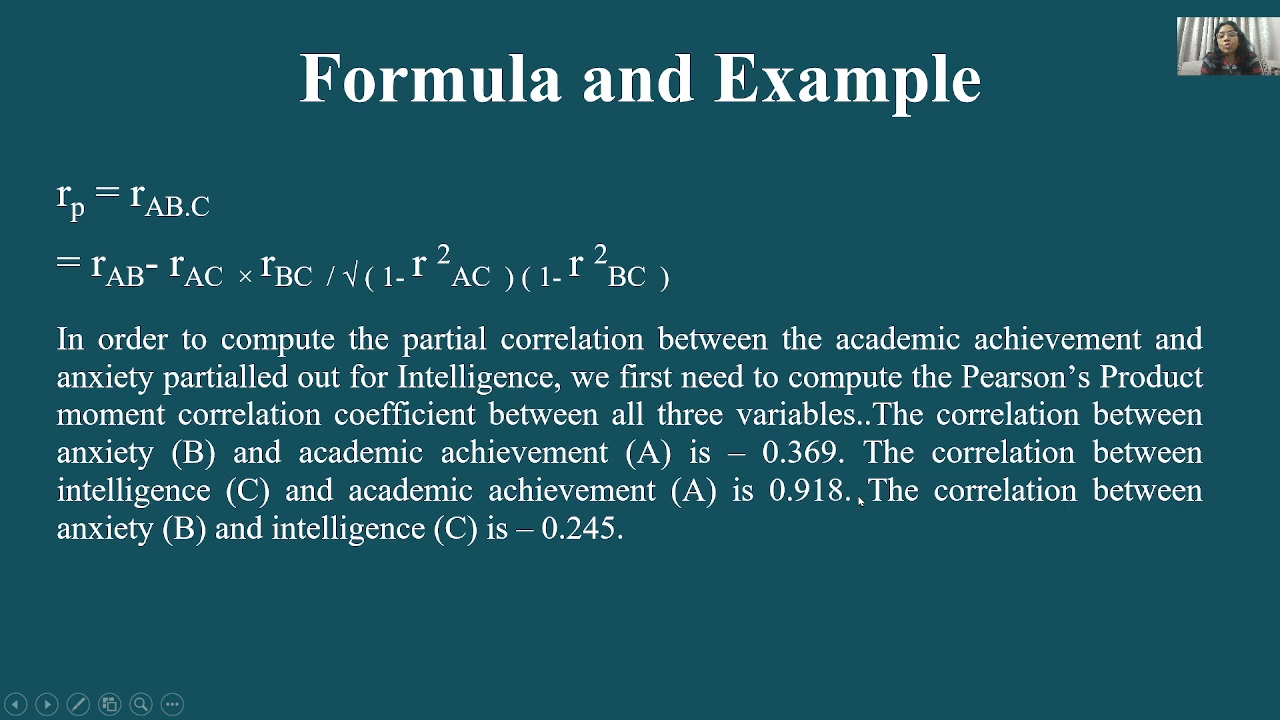 Formula and Example
rp = rAB.C
= rAB- rAC × rBC / √ ( 1- r 2AC ) ( 1- r 2BC )
In order to compute the partial correlation between the academic achievement and
anxiety partialled out for Intelligence, we first need to compute the Pearson’s Product
moment correlation coefficient between all three variables..The correlation between
anxiety (B) and academic achievement (A) is – 0.369. The correlation between
intelligence (C) and academic achievement (A) is 0.918. The correlation between
anxiety (B) and intelligence (C) is – 0.245.